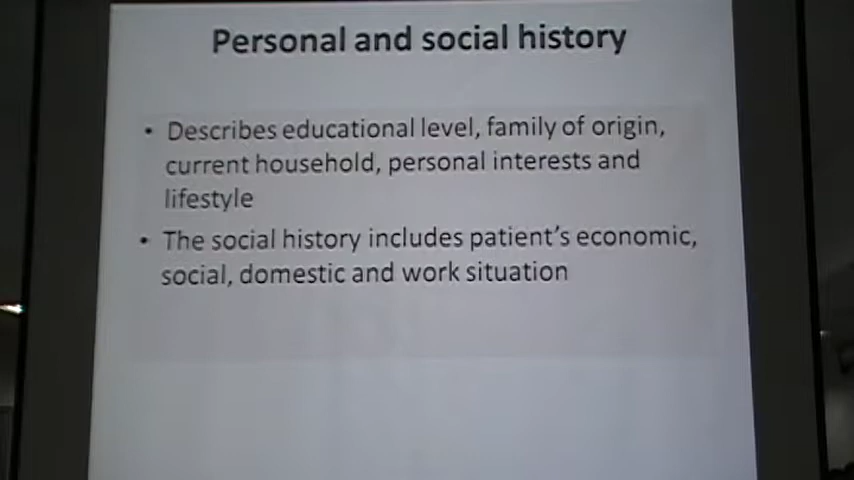 Personal and social history
• Describes educational level, family of origin,
current household, personal interests and
lifestyle
• The social history includes patient's economic,
social, domestic and work situation